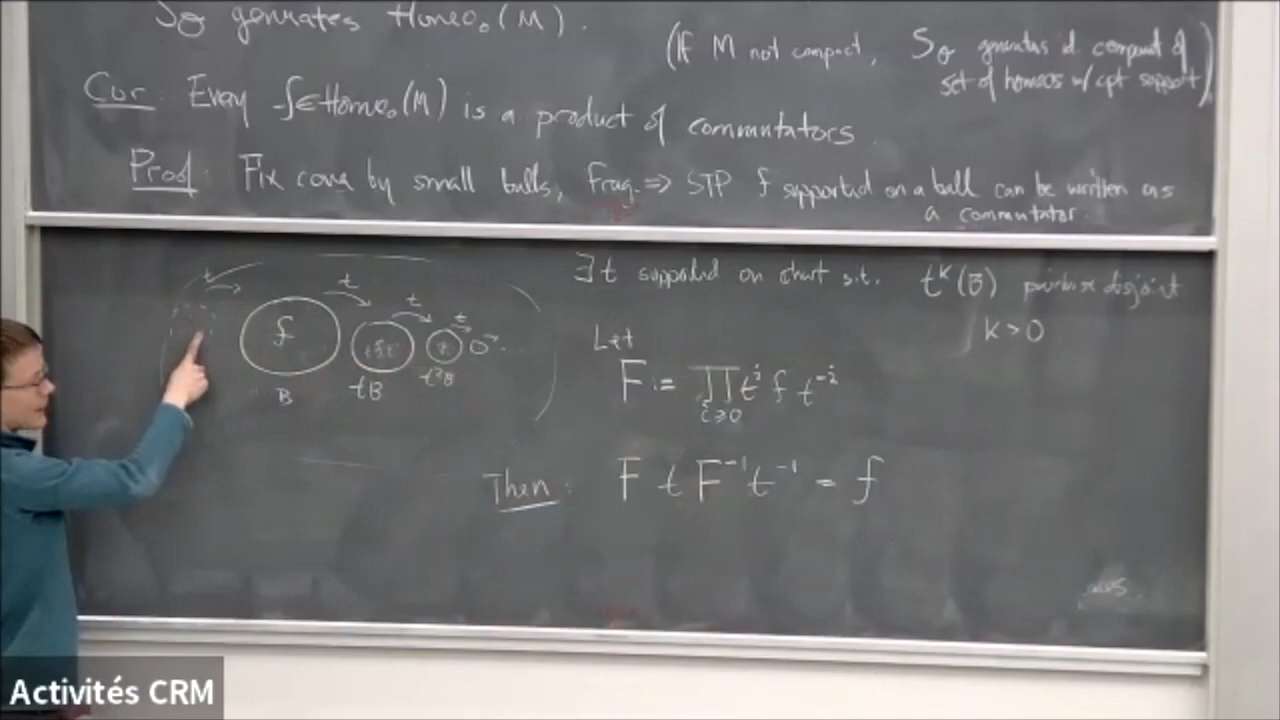 S generates Homeo₀(M).
(If M not compact, S generates id. component of
set of homeos w/ cpt support)
Cor: Every f∈Homeo₀(M) is a product of commutators
Proof: Fix cover by small balls, Frag. ⇒ STP f supported on a ball can be written as
a commutator
∃ t supported on chart s.t. t^k(B̄) pairwise disjoint
k > 0
t t t t
f
B tB t²B
Let
F := ∏ t^i f t^-i
i≥0
Then: F t F⁻¹ t⁻¹ = f
Activités CRM